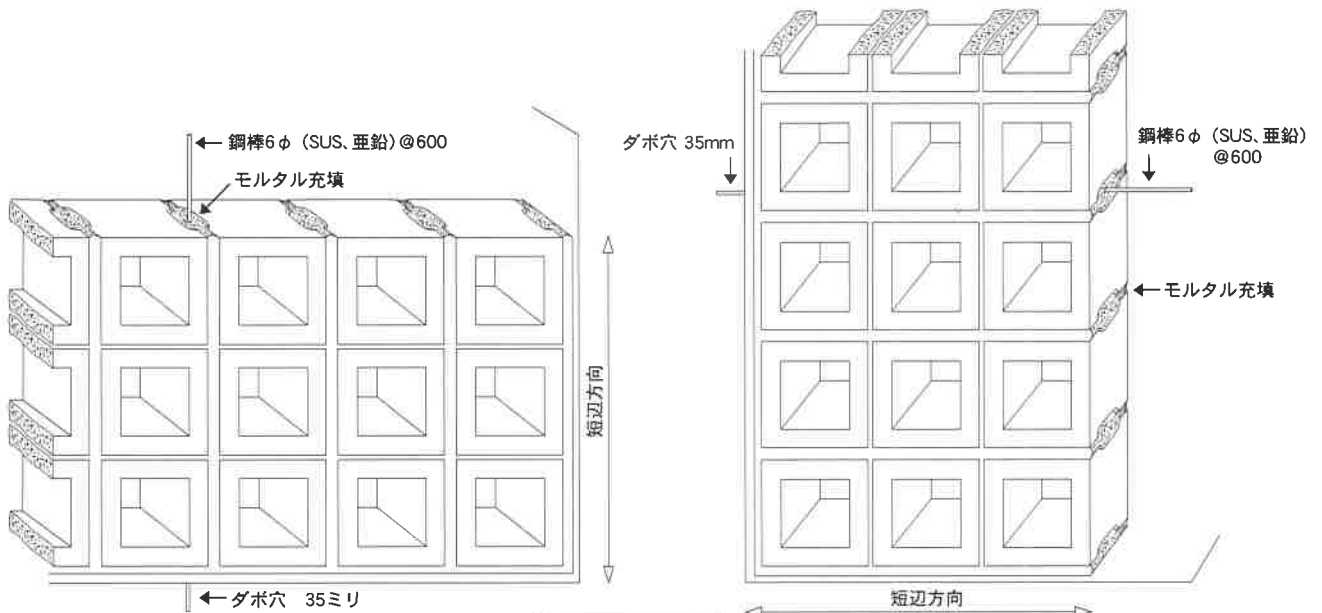 鋼棒6φ (SUS、亜鉛)@600
モルタル充填
短辺方向
ダボ穴 35ミリ
ダボ穴 35mm
鋼棒6φ (SUS、亜鉛)
@600
モルタル充填
短辺方向